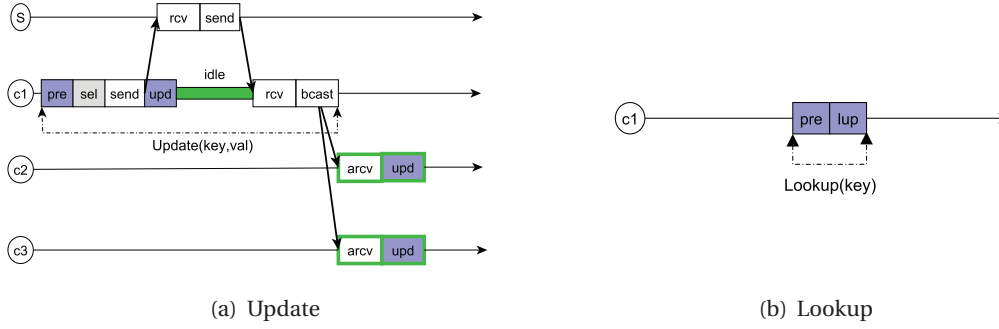 S
rcv send
idle
c1
pre sel send upd
rcv bcast
Update(key,val)
c2
arcv upd
c3
arcv upd
(a) Update
c1
pre lup
Lookup(key)
(b) Lookup